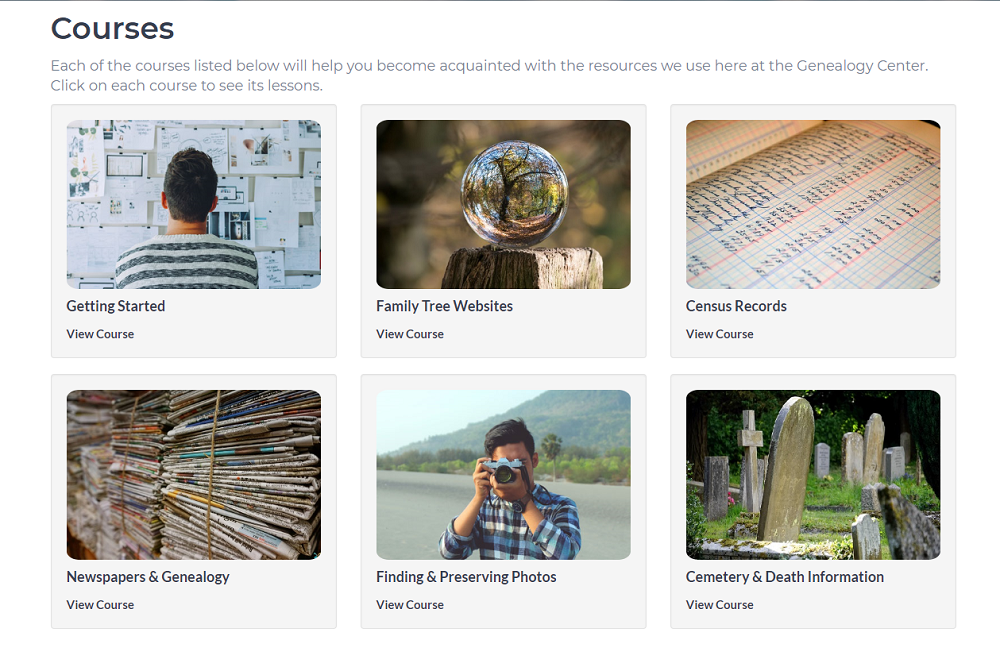 Courses
Each of the courses listed below will help you become acquainted with the resources we use here at the Genealogy Center.
Click on each course to see its lessons.
Getting Started
View Course
Family Tree Websites
View Course
Census Records
View Course
Newspapers & Genealogy
View Course
Finding & Preserving Photos
View Course
Cemetery & Death Information
View Course